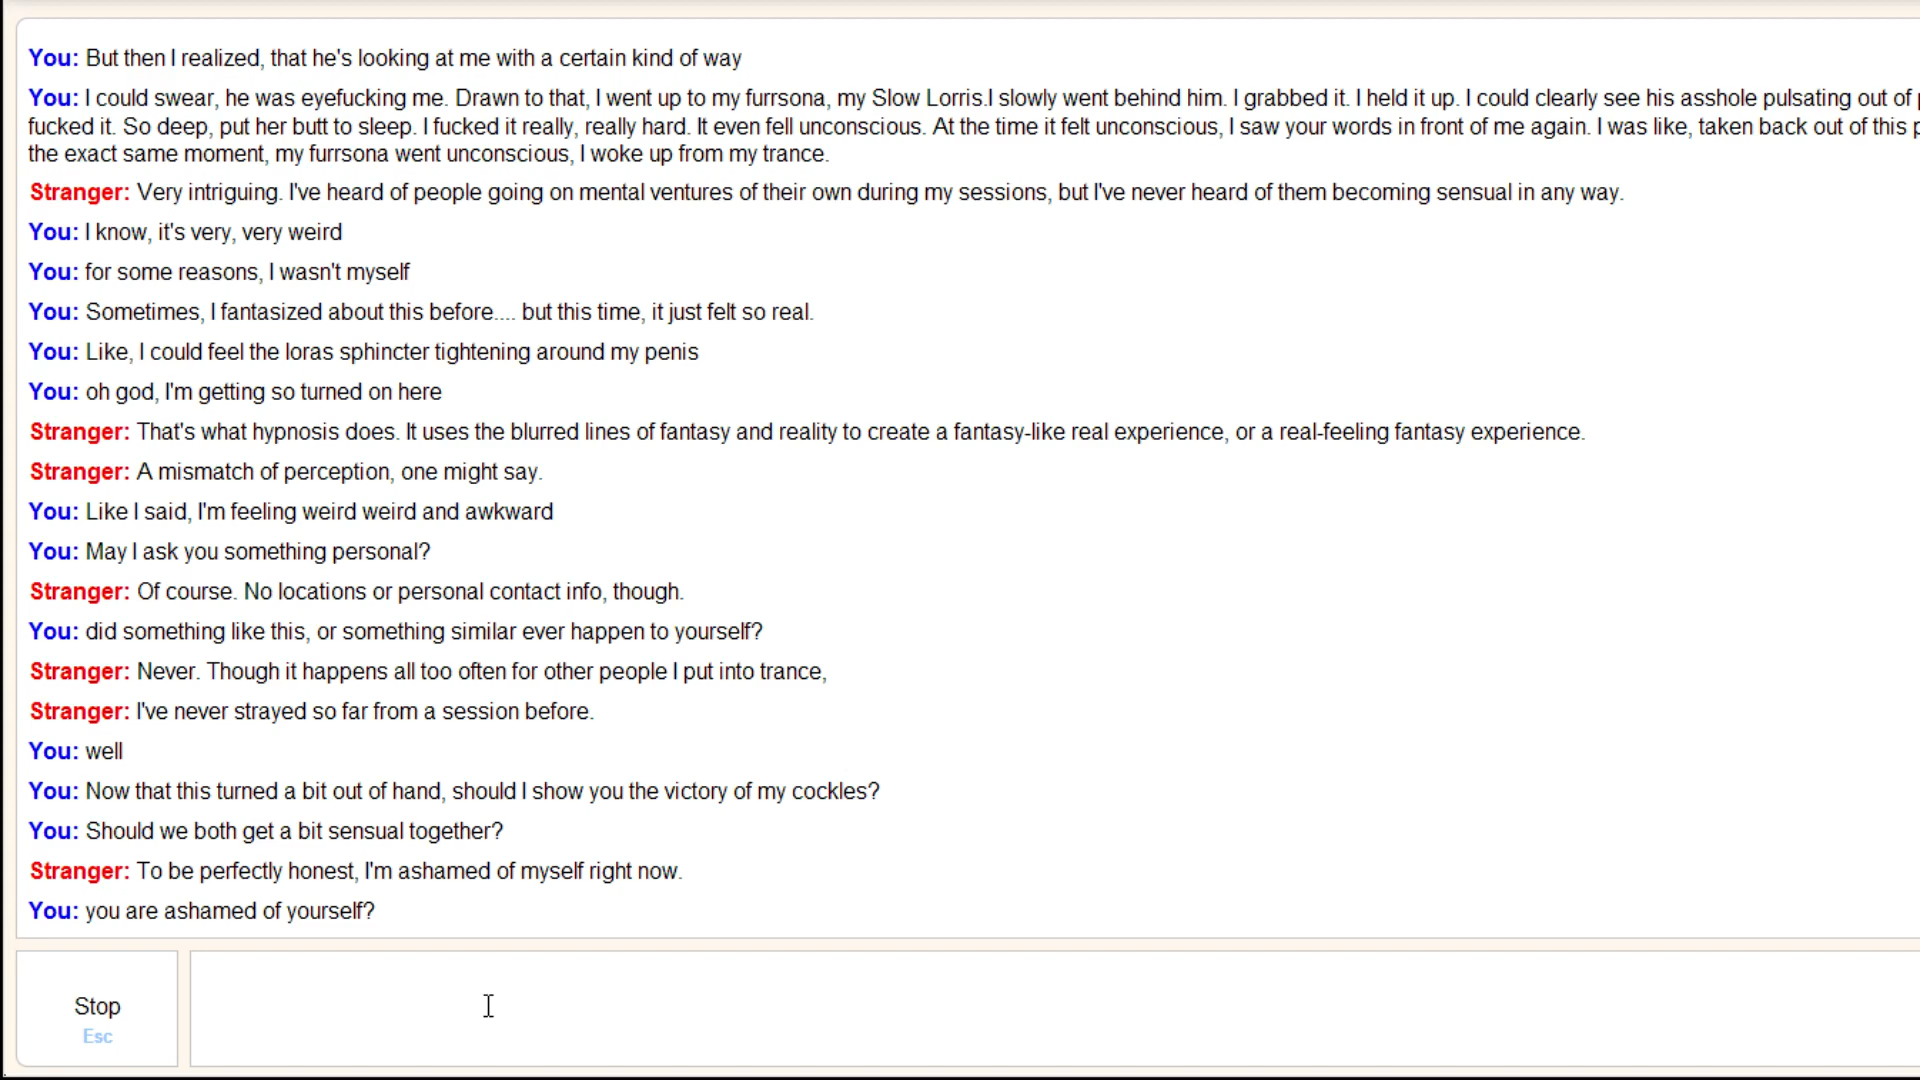 You: But then I realized, that he's looking at me with a certain kind of way
You: I could swear, he was eyefucking me. Drawn to that, I went up to my furrsona, my Slow Lorris.I slowly went behind him. I grabbed it. I held it up. I could clearly see his asshole pulsating out of
fucked it. So deep, put her butt to sleep. I fucked it really, really hard. It even fell unconscious. At the time it felt unconscious, I saw your words in front of me again. I was like, taken back out of this
the exact same moment, my furrsona went unconscious, I woke up from my trance.
Stranger: Very intriguing. I've heard of people going on mental ventures of their own during my sessions, but I've never heard of them becoming sensual in any way.
You: I know, it's very, very weird
You: for some reasons, I wasn't myself
You: Sometimes, I fantasized about this before.... but this time, it just felt so real.
You: Like, I could feel the loras sphincter tightening around my penis
You: oh god, I'm getting so turned on here
Stranger: That's what hypnosis does. It uses the blurred lines of fantasy and reality to create a fantasy-like real experience, or a real-feeling fantasy experience.
Stranger: A mismatch of perception, one might say.
You: Like I said, I'm feeling weird weird and awkward
You: May I ask you something personal?
Stranger: Of course. No locations or personal contact info, though.
You: did something like this, or something similar ever happen to yourself?
Stranger: Never. Though it happens all too often for other people I put into trance,
Stranger: I've never strayed so far from a session before.
You: well
You: Now that this turned a bit out of hand, should I show you the victory of my cockles?
You: Should we both get a bit sensual together?
Stranger: To be perfectly honest, I'm ashamed of myself right now.
You: you are ashamed of yourself?
Stop
Esc